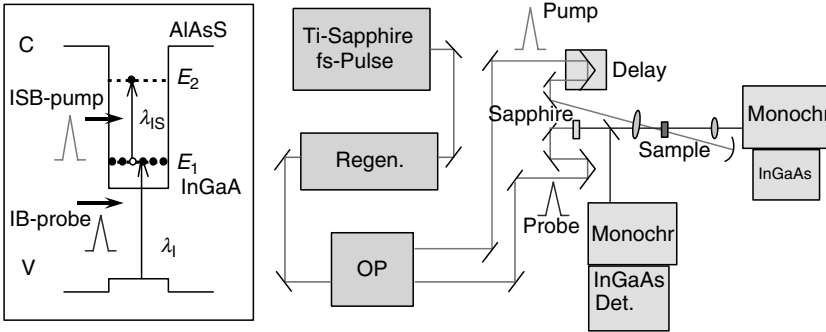 C
AlAsS
E2
ISB-pump
λIS
E1
InGaA
IB-probe
λI
V
Pump
Ti-Sapphire
fs-Pulse
Delay
Sapphire
Monochr
Sample
InGaAs
Regen.
Probe
OP
Monochr
InGaAs
Det.